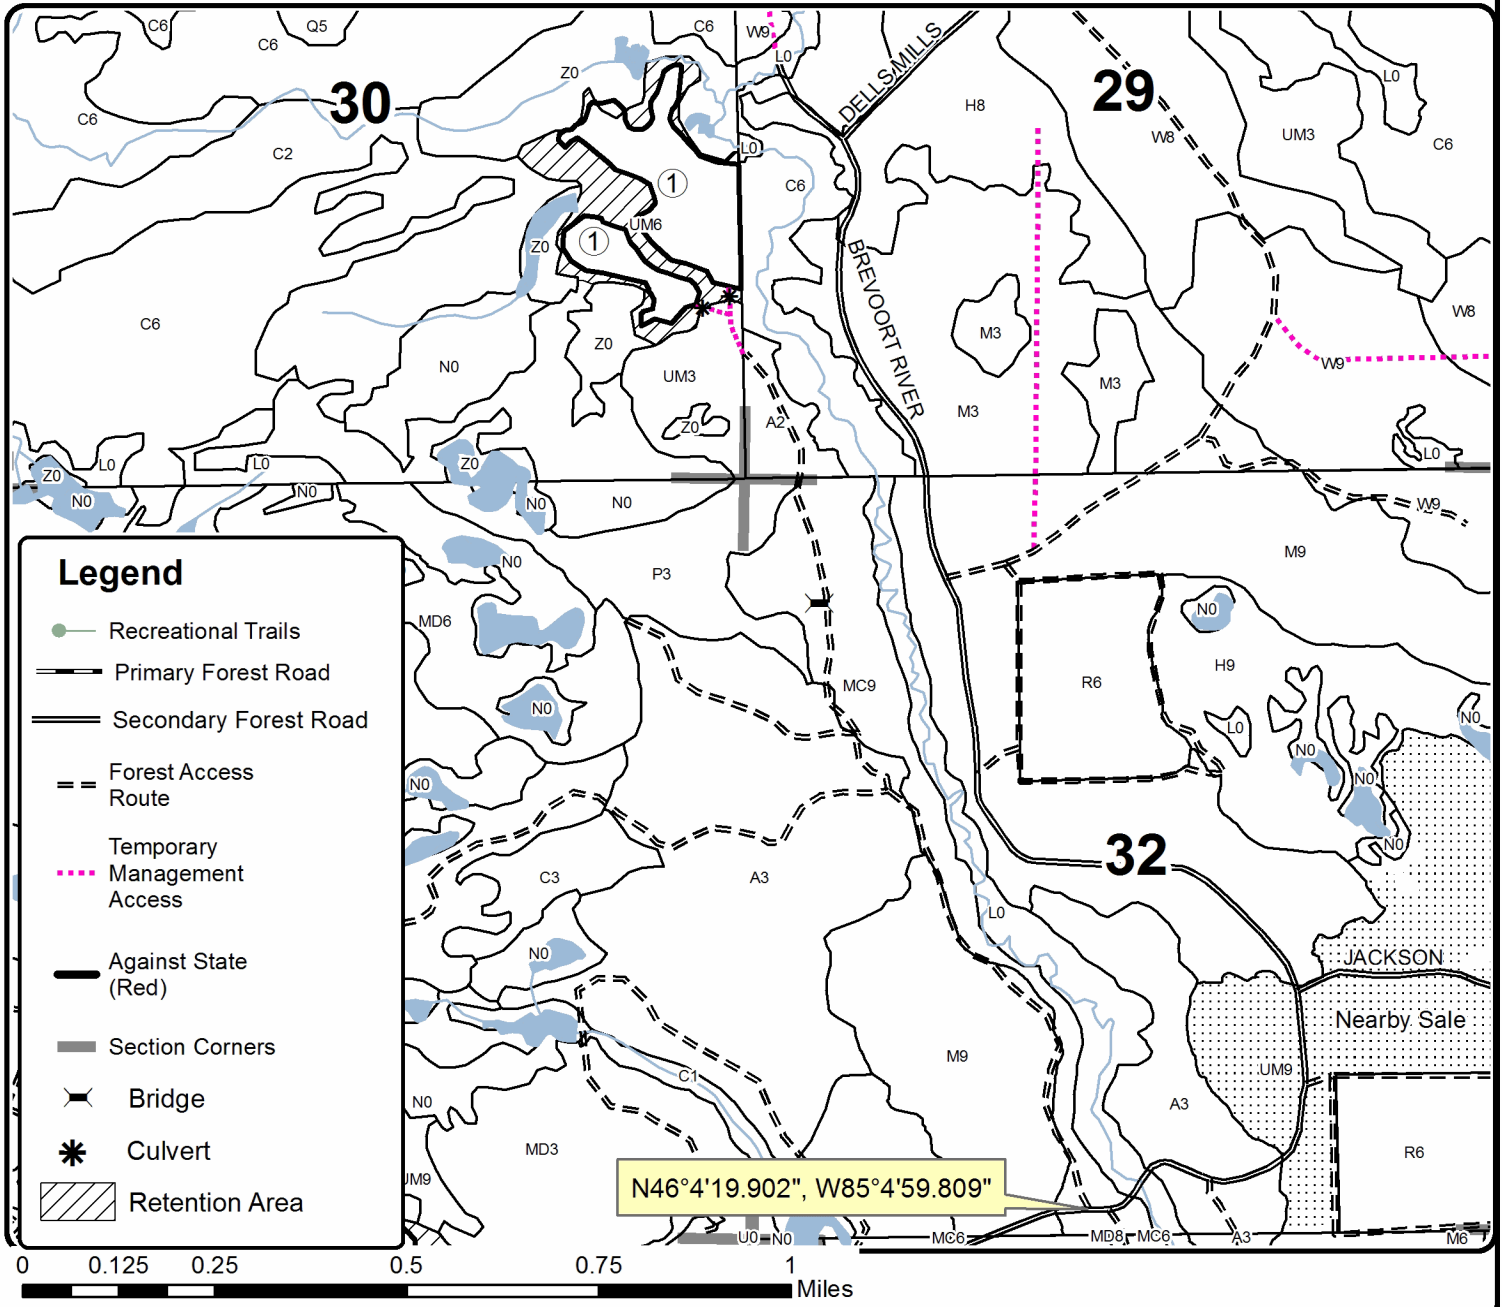 C6
Q5
C6
C6
W9
L0
Z0
DELLS MILLS
30
29
H8
L0
C6
W8
UM3
C6
C2
L0
1
C6
UM6
1
Z0
BREVOORT RIVER
C6
M3
W8
Z0
N0
W9
UM3
M3
M3
Z0
A2
L0
Z0
L0
L0
Z0
N0
N0
N0
N0
W9
M9
N0
P3
MD6
N0
H9
R6
MC9
N0
N0
L0
N0
N0
N0
N0
32
C3
A3
L0
N0
JACKSON
Nearby Sale
M9
UM9
C1
N0
A3
MD3
R6
UM9
N46°4'19.902", W85°4'59.809"
U0
N0
MC6
MD8
MC6
A3
M6
Legend
Recreational Trails
Primary Forest Road
Secondary Forest Road
Forest Access
Route
Temporary
Management
Access
Against State
(Red)
Section Corners
Bridge
Culvert
Retention Area
0 0.125 0.25 0.5 0.75 1
Miles